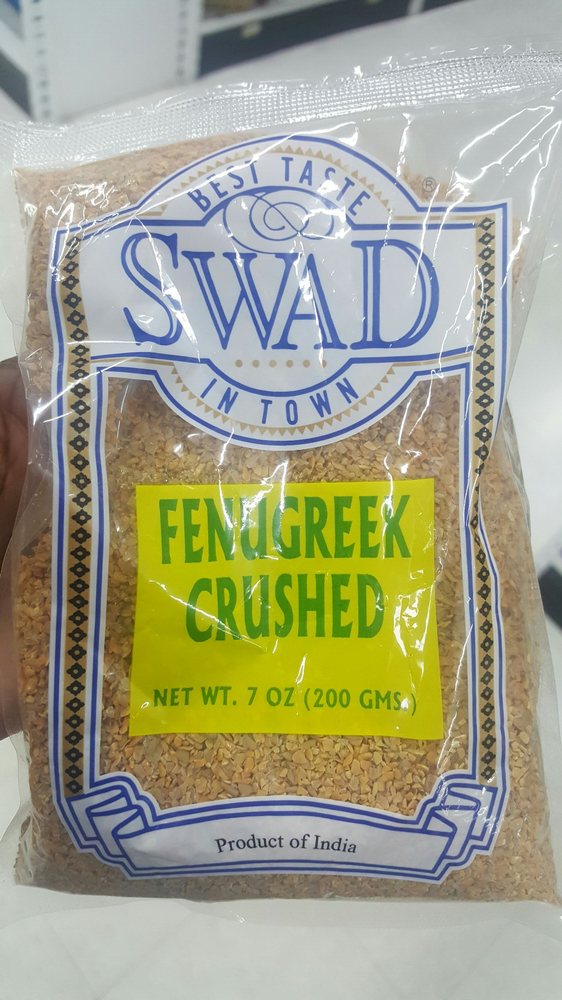 BEST TASTE
®
SWAD
IN TOWN
FENUGREEK
CRUSHED
NET WT. 7 OZ (200 GMS.)
Product of India